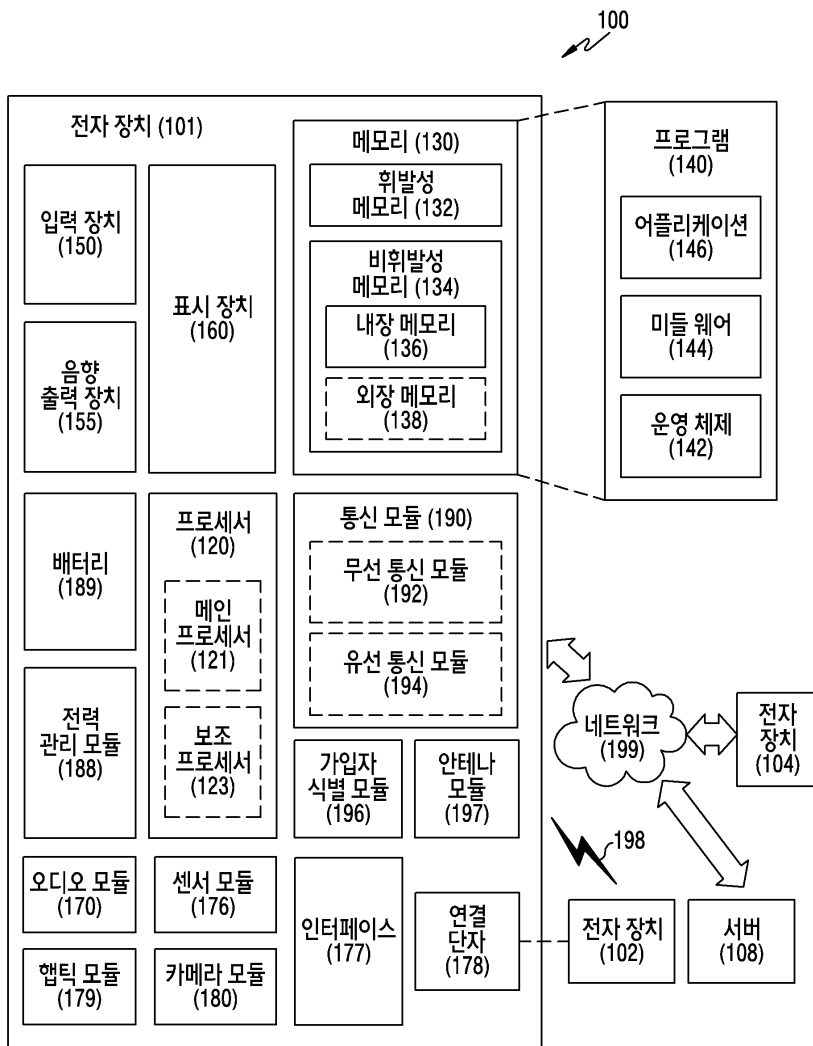 100
전자 장치 (101)
입력 장치
(150)
음향
출력 장치
(155)
표시 장치
(160)
메모리 (130)
휘발성
메모리 (132)
비휘발성
메모리 (134)
내장 메모리
(136)
외장 메모리
(138)
프로그램
(140)
어플리케이션
(146)
미들 웨어
(144)
운영 체제
(142)
배터리
(189)
전력
관리 모듈
(188)
프로세서
(120)
메인
프로세서
(121)
보조
프로세서
(123)
통신 모듈 (190)
무선 통신 모듈
(192)
유선 통신 모듈
(194)
가입자
식별 모듈
(196)
안테나
모듈
(197)
네트워크
(199)
전자
장치
(104)
198
오디오 모듈
(170)
센서 모듈
(176)
햅틱 모듈
(179)
카메라 모듈
(180)
인터페이스
(177)
연결
단자
(178)
전자 장치
(102)
서버
(108)